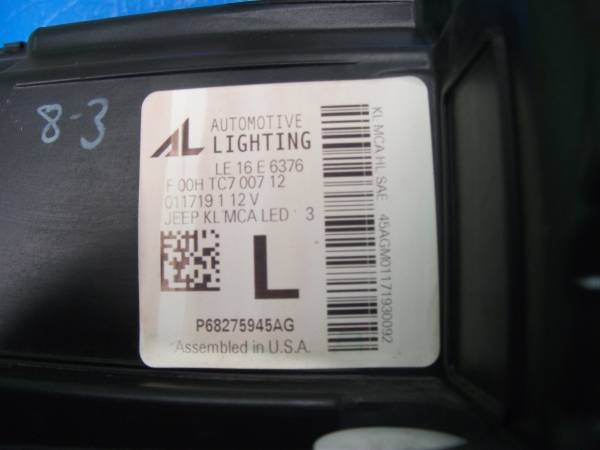 8-3
AL AUTOMOTIVE
LIGHTING
LE 16 E 6376
F 00H TC7 007 12
011719 1 12 V
JEEP KL MCA LED 3
L
P68275945AG
Assembled in U.S.A.
KL MCA HL SAE 45AGM01171930092